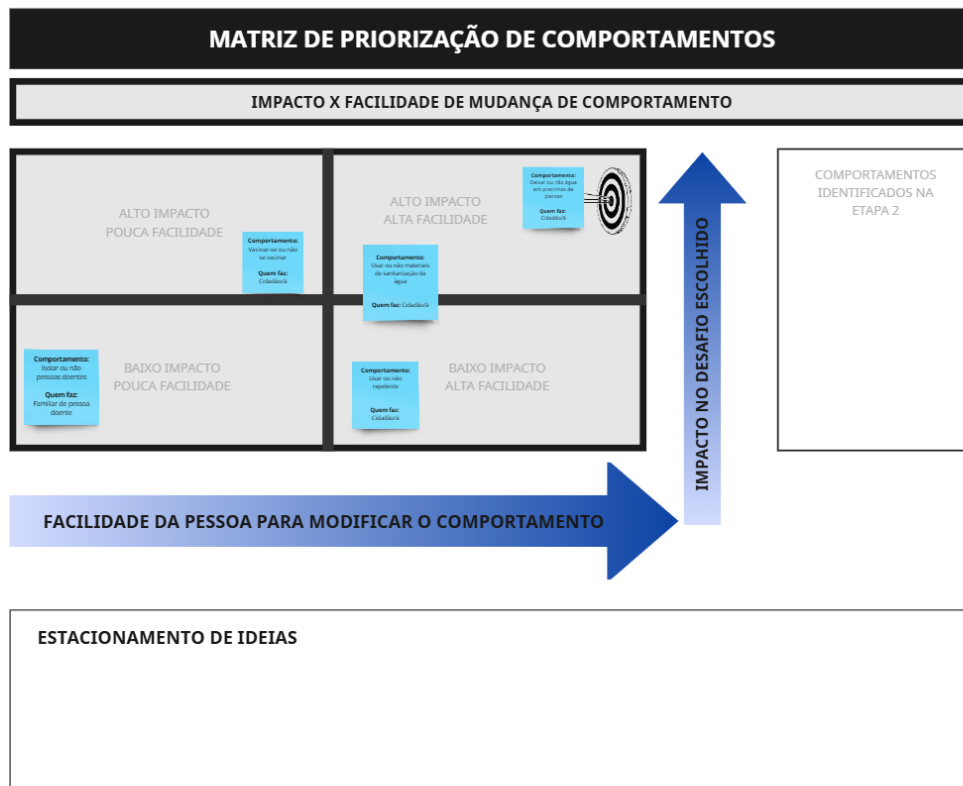 MATRIZ DE PRIORIZAÇÃO DE COMPORTAMENTOS
IMPACTO X FACILIDADE DE MUDANÇA DE COMPORTAMENTO
ALTO IMPACTO
POUCA FACILIDADE
Comportamento:
Vacinar-se ou não
se vacinar
Quem faz:
Cidadão/ã
ALTO IMPACTO
ALTA FACILIDADE
Comportamento:
Deixar ou não água
em pratinhos de
plantas
Quem faz:
Cidadão/ã
Comportamento:
Usar ou não materiais
de sanitarização da
água
Quem faz: Cidadão/ã
Comportamento:
Isolar ou não
pessoas doentes
Quem faz:
Familiar de pessoa
doente
BAIXO IMPACTO
POUCA FACILIDADE
Comportamento:
Usar ou não
repelente
Quem faz:
Cidadão/ã
BAIXO IMPACTO
ALTA FACILIDADE
IMPACTO NO DESAFIO ESCOLHIDO
COMPORTAMENTOS
IDENTIFICADOS NA
ETAPA 2
FACILIDADE DA PESSOA PARA MODIFICAR O COMPORTAMENTO
ESTACIONAMENTO DE IDEIAS